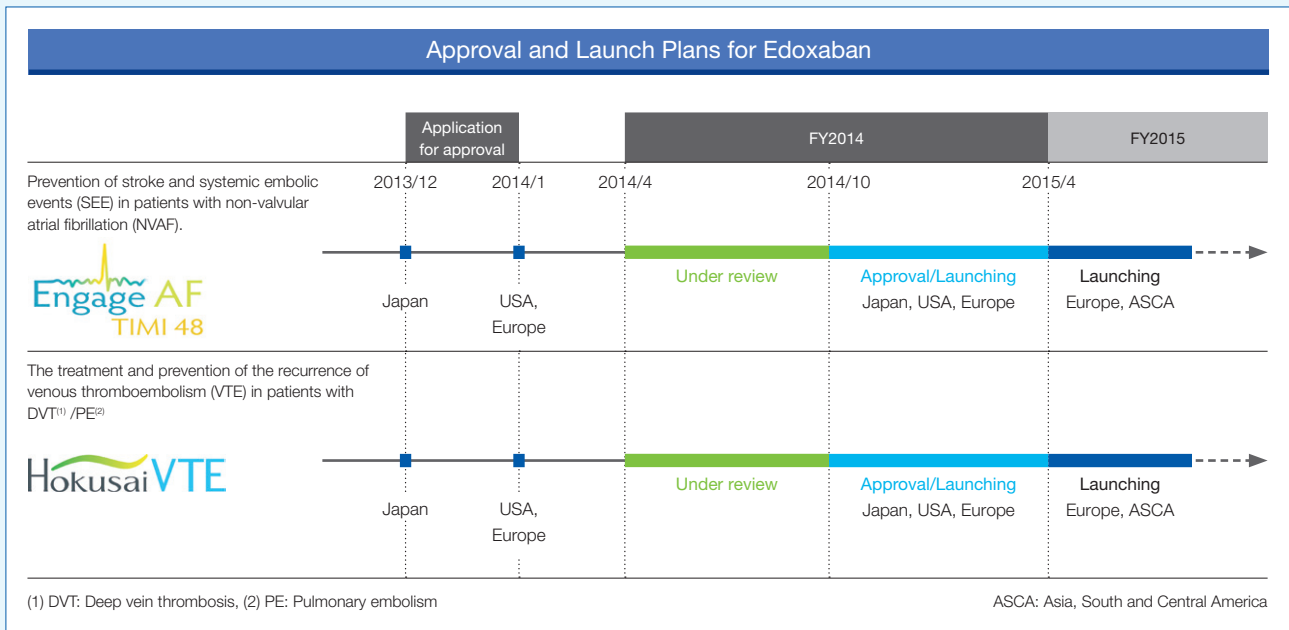 Approval and Launch Plans for Edoxaban
Application
for approval
FY2014
FY2015
Prevention of stroke and systemic embolic
events (SEE) in patients with non-valvular
atrial fibrillation (NVAF).
2013/12
2014/1
2014/4
2014/10
2015/4
Engage AF
TIMI 48
Japan
USA,
Europe
Under review
Approval/Launching
Japan, USA, Europe
Launching
Europe, ASCA
The treatment and prevention of the recurrence of
venous thromboembolism (VTE) in patients with
DVT(1) /PE(2)
Hokusai VTE
Japan
USA,
Europe
Under review
Approval/Launching
Japan, USA, Europe
Launching
Europe, ASCA
(1) DVT: Deep vein thrombosis, (2) PE: Pulmonary embolism
ASCA: Asia, South and Central America